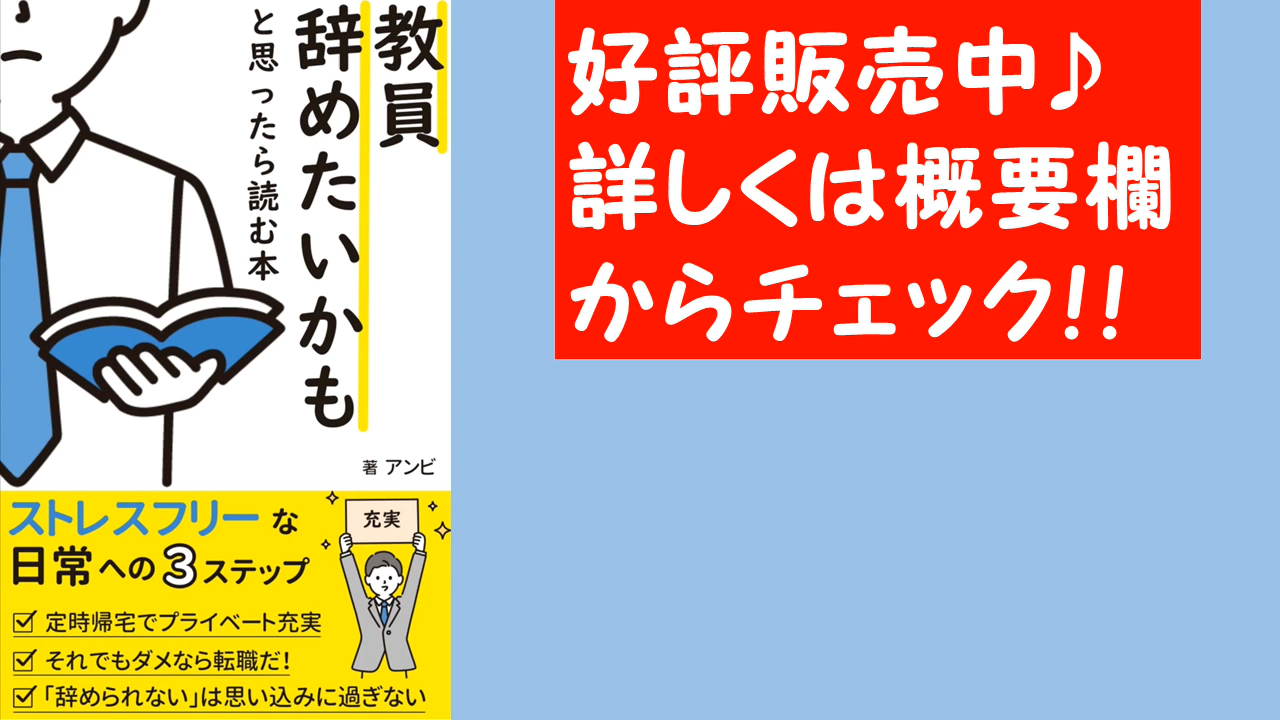 教員
辞めたいかも
と思ったら読む本
著 アンビ
ストレスフリーな
日常への3ステップ
充実
定時帰宅でプライベート充実
それでもダメなら転職だ!
「辞められない」は思い込みに過ぎない
好評販売中♪
詳しくは概要欄
からチェック!!